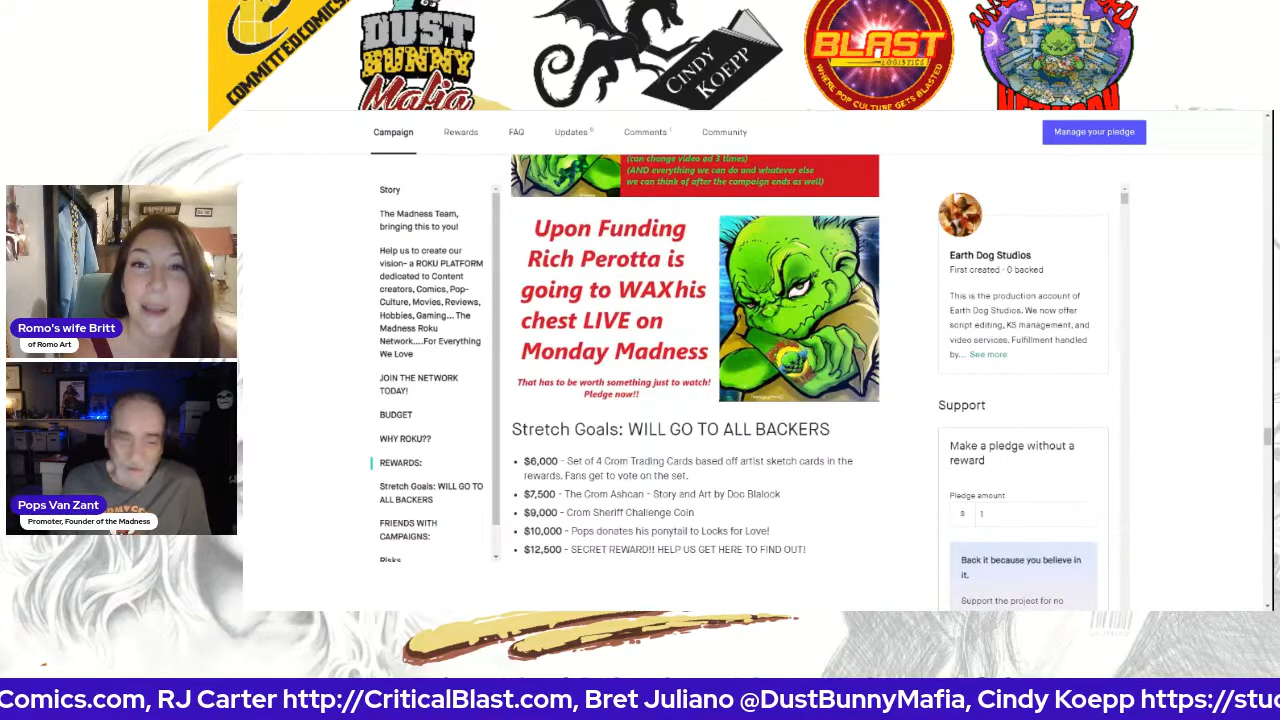 COMMITTEDCOMICS
DUST
BUNNY
Mafia
CINDY
KOEPP
BLAST
LOGISTICS
WHERE POP CULTURE GETS BLASTED
Campaign
Rewards
FAQ
Updates 6
Comments 1
Community
Manage your pledge
Story
The Madness Team,
bringing this to you!
Help us to create our
vision- a ROKU PLATFORM
dedicated to Content
creators, Comics, Pop-
Culture, Movies, Reviews,
Hobbies, Gaming... The
Madness Roku
Network....For Everything
We Love
JOIN THE NETWORK
TODAY!
BUDGET
WHY ROKU??
REWARDS:
Stretch Goals: WILL GO TO
ALL BACKERS
FRIENDS WITH
CAMPAIGNS:
Risks
(can change video ad 3 times)
(AND everything we can do and whatever else
we can think of after the campaign ends as well)
Upon Funding
Rich Perotta is
going to WAX his
chest LIVE on
Monday Madness
That has to be worth something just to watch!
Pledge now!!
Stretch Goals: WILL GO TO ALL BACKERS
• $6,000 - Set of 4 Crom Trading Cards based off artist sketch cards in the
rewards. Fans get to vote on the set.
• $7,500 - The Crom Ashcan - Story and Art by Doc Blalock
• $9,000 - Crom Sheriff Challenge Coin
• $10,000 - Pops donates his ponytail to Locks for Love!
• $12,500 - SECRET REWARD!! HELP US GET HERE TO FIND OUT!
Earth Dog Studios
First created · 0 backed
This is the production account of
Earth Dog Studios. We now offer
script editing, KS management, and
video services. Fulfillment handled
by... See more
Support
Make a pledge without a
reward
Pledge amount
1
Back it because you believe in
it.
Support the project for no
Romo's wife Britt
of Romo Art
Pops Van Zant
Promoter, Founder of the Madness
Comics.com, RJ Carter http://CriticalBlast.com, Bret Juliano @DustBunnyMafia, Cindy Koepp https://stud